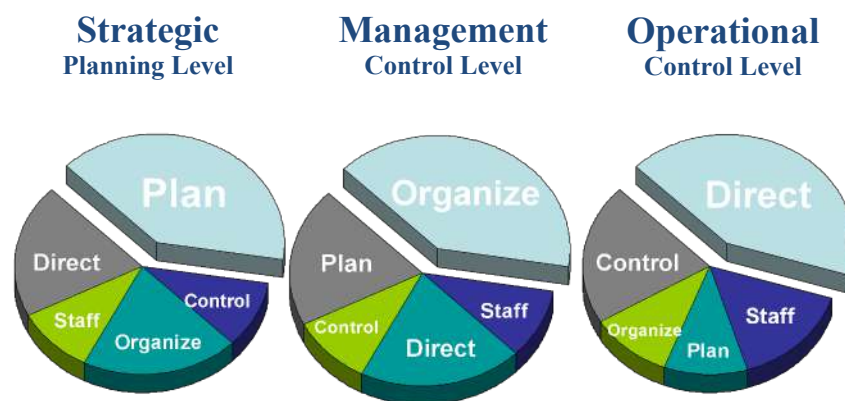 Strategic
Planning Level
Management
Control Level
Operational
Control Level
Plan
Direct
Staff
Organize
Control
Organize
Plan
Control
Direct
Staff
Direct
Control
Organize
Plan
Staff